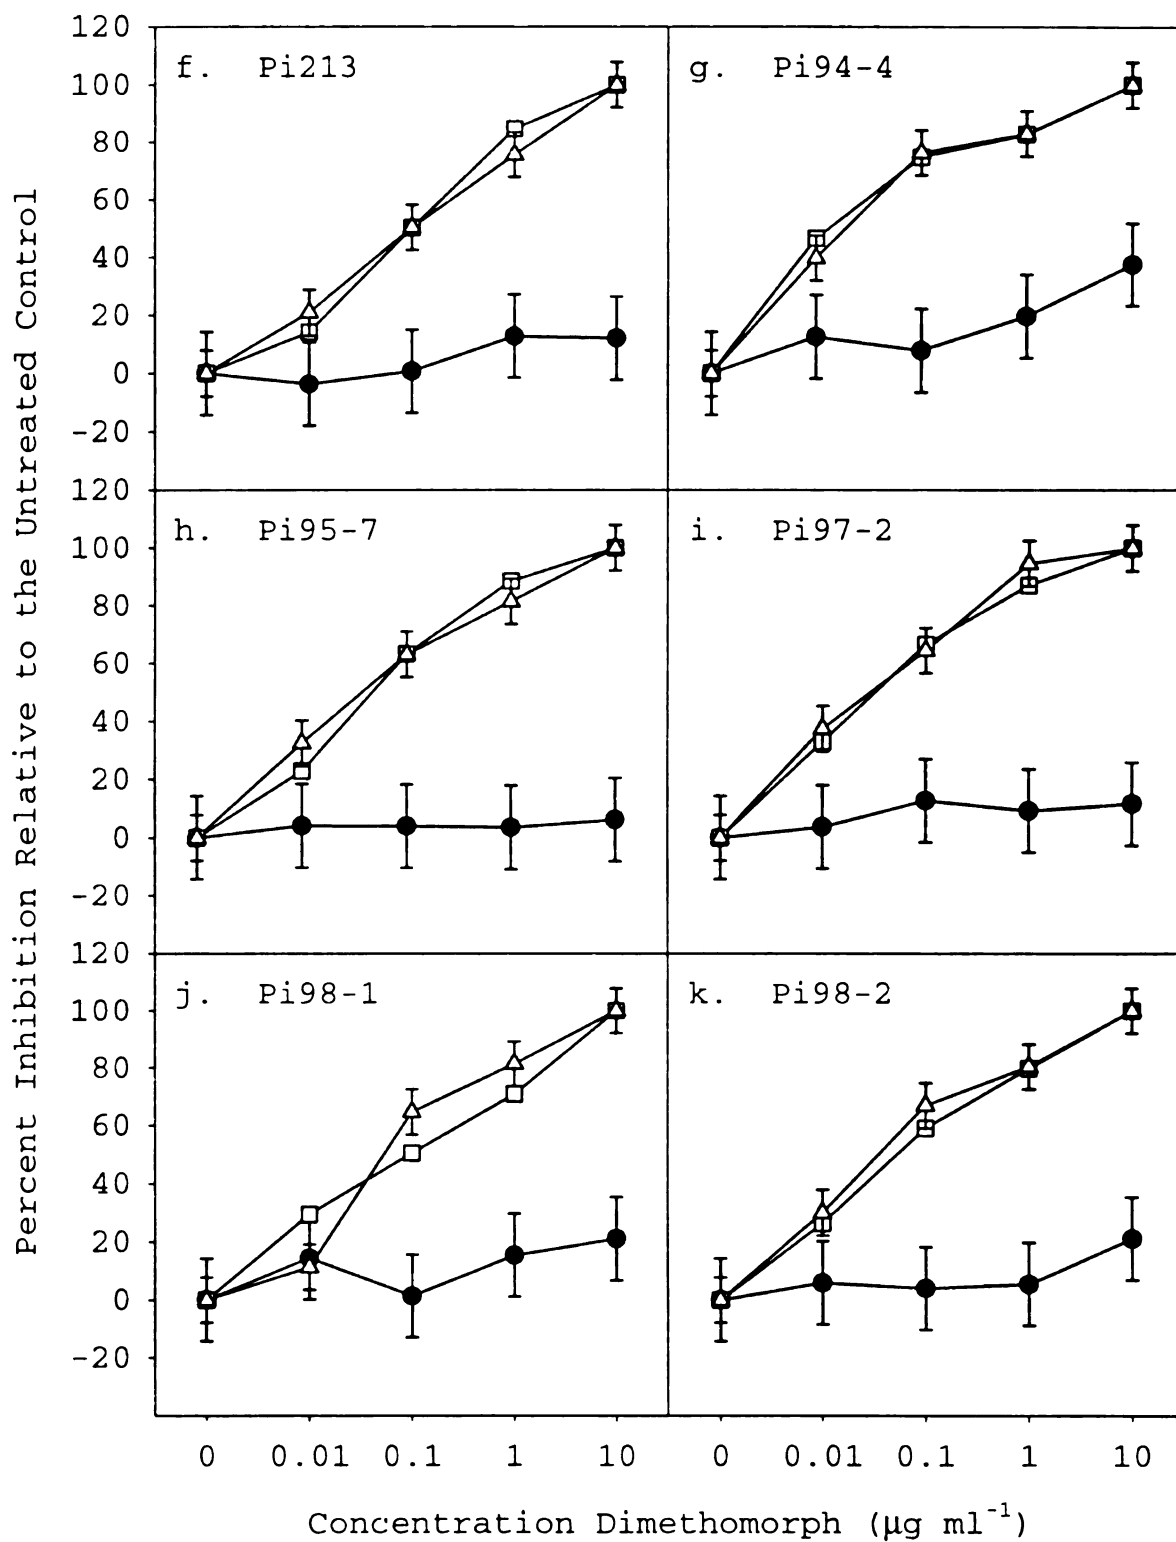 Percent Inhibition Relative to the Untreated Control
120
f. Pi213
g. Pi94-4
100
80
60
40
20
0
-20
120
h. Pi95-7
i. Pi97-2
100
80
60
40
20
0
-20
120
j. Pi98-1
k. Pi98-2
100
80
60
40
20
0
-20
0 0.01 0.1 1 10 0 0.01 0.1 1 10
Concentration Dimethomorph (μg ml⁻¹)